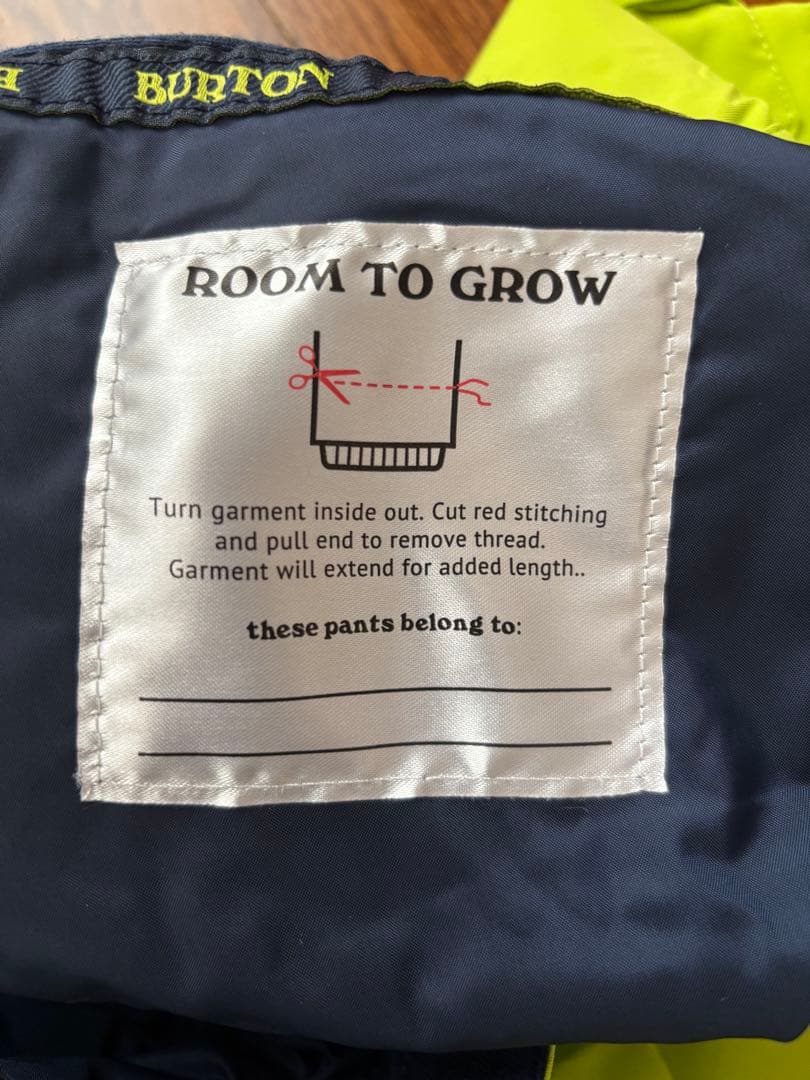 BURTON
ROOM TO GROW
Turn garment inside out. Cut red stitching
and pull end to remove thread.
Garment will extend for added length..
these pants belong to: